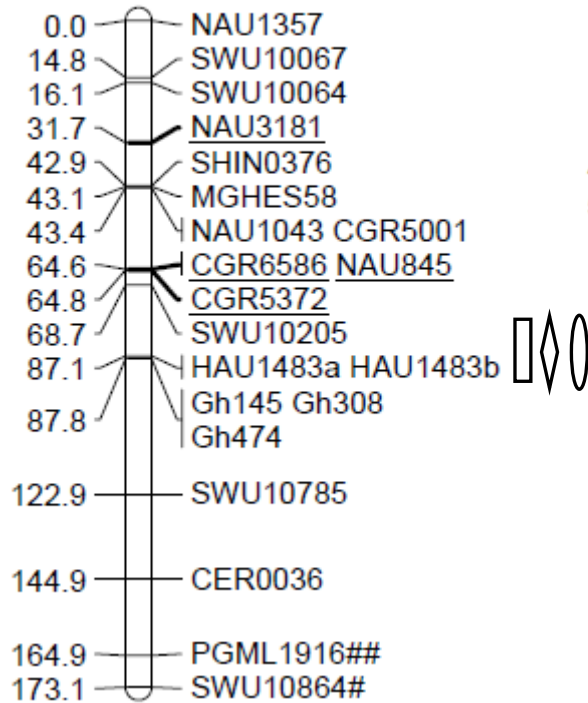 0.0 NAU1357
14.8 SWU10067
16.1 SWU10064
31.7 NAU3181
42.9 SHIN0376
43.1 MGHES58
43.4 NAU1043 CGR5001
64.6 CGR6586 NAU845
64.8 CGR5372
68.7 SWU10205
87.1 HAU1483a HAU1483b
87.8 Gh145 Gh308
Gh474
122.9 SWU10785
144.9 CER0036
164.9 PGML1916##
173.1 SWU10864#